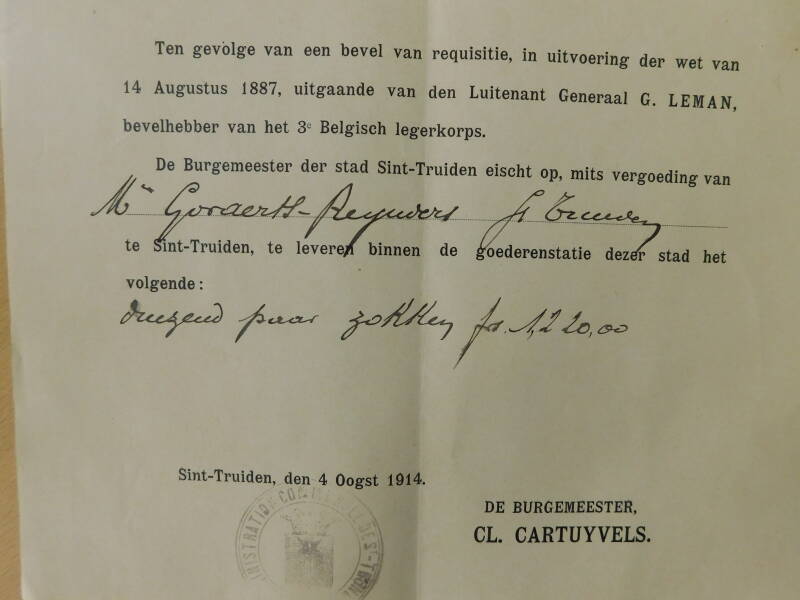 Ten gevolge van een bevel van requisitie, in uitvoering der wet van
14 Augustus 1887, uitgaande van den Luitenant Generaal G. LEMAN,
bevelhebber van het 3e Belgisch legerkorps.
De Burgemeester der stad Sint-Truiden eischt op, mits vergoeding van
Mr Govaerts-Reynders St Truiden
te Sint-Truiden, te leveren binnen de goederenstatie dezer stad het
volgende:
duizend paar zokken fr. 1,220,00
Sint-Truiden, den 4 Oogst 1914.
DE BURGEMEESTER,
CL. CARTUYVELS.